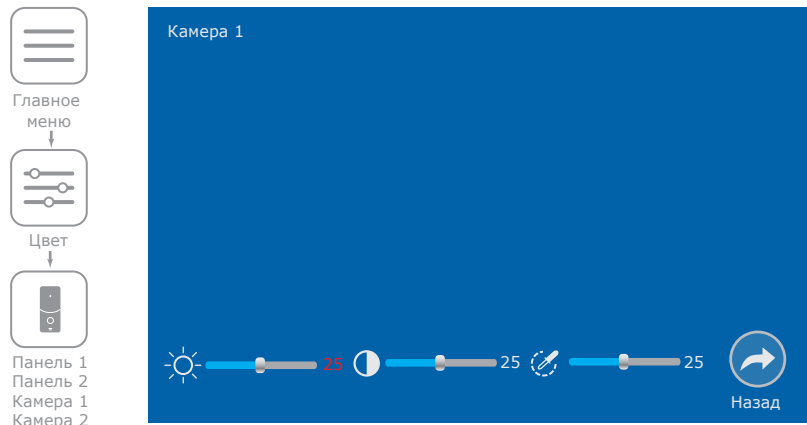 Главное
меню
Цвет
Панель 1
Панель 2
Камера 1
Камера 2
Камера 1
25
25
25
Назад